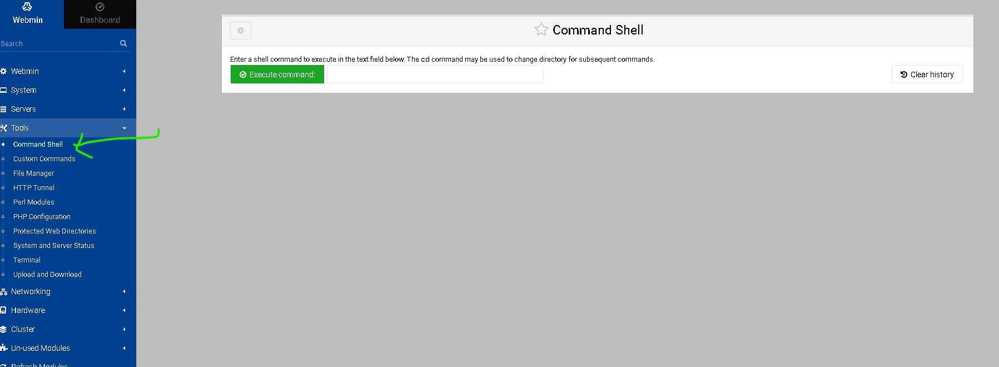 Webmin
Dashboard
Search
Webmin
System
Servers
Tools
Command Shell
Custom Commands
File Manager
HTTP Tunnel
Perl Modules
PHP Configuration
Protected Web Directories
System and Server Status
Terminal
Upload and Download
Networking
Hardware
Cluster
Un-used Modules
Refresh Modules
Command Shell
Enter a shell command to execute in the text field below. The cd command may be used to change directory for subsequent commands.
Execute command:
Clear history